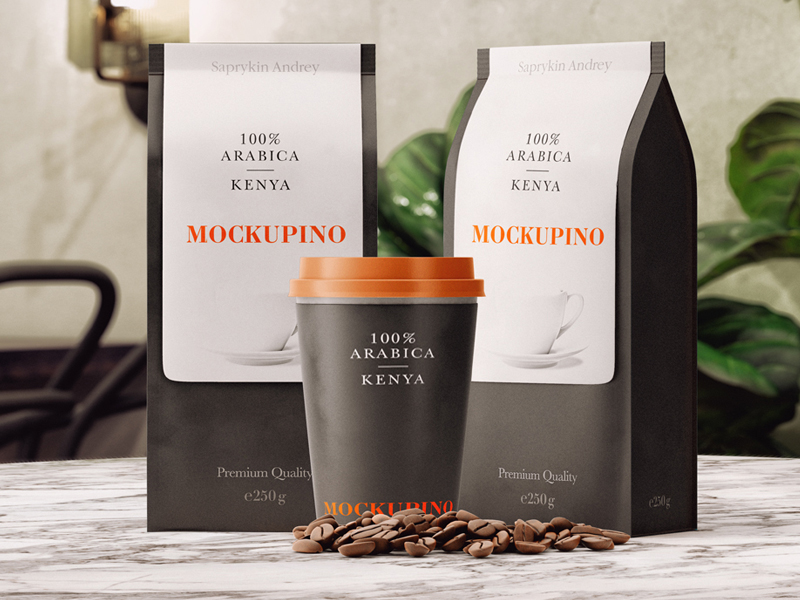 Saprykin Andrey
100%
ARABICA
KENYA
MOCKUPINO
Premium Quality
e250g
Saprykin Andrey
100%
ARABICA
KENYA
MOCKUPINO
Premium Quality
e250g
e250g
100%
ARABICA
KENYA
MOCKUPINO